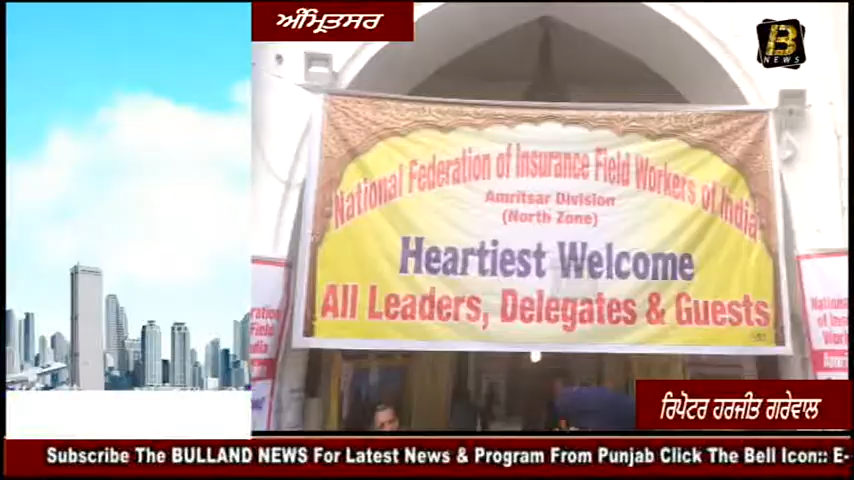 ਅੰਮ੍ਰਿਤਸਰ
B
NEWS
National Federation of Insurance Field Workers of India
Amritsar Division
(North Zone)
Heartiest Welcome
All Leaders, Delegates & Guests
ਰਿਪੋਟਰ ਹਰਜੀਤ ਗਰੇਵਾਲ
Subscribe The BULLAND NEWS For Latest News & Program From Punjab Click The Bell Icon:: E-